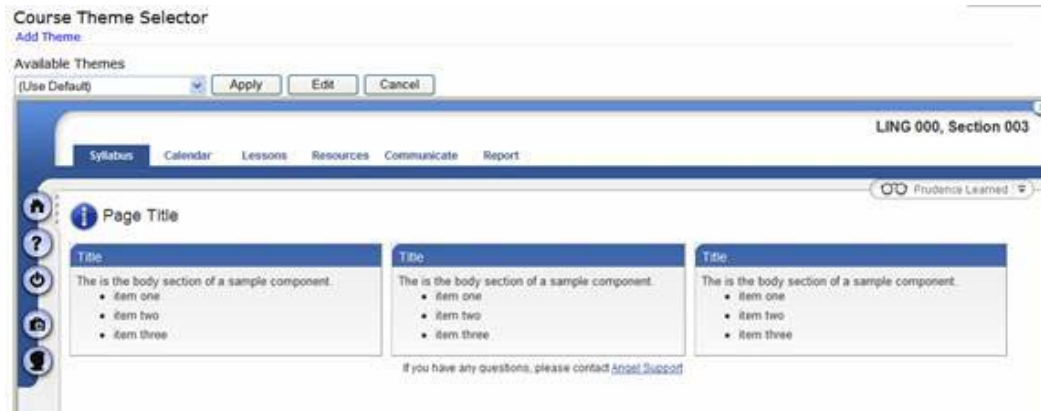 Course Theme Selector
Add Theme
Available Themes
(Use Default) Apply Edit Cancel
LING 000, Section 003
Syllabus Calendar Lessons Resources Communicate Report
Prudence Learned
Page Title
Title Title Title
The is the body section of a sample component. The is the body section of a sample component. The is the body section of a sample component.
item one item one item one
item two item two item two
item three item three item three
If you have any questions, please contact Angel Support